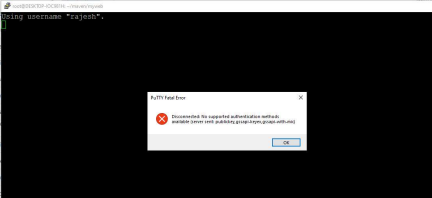 Using username "rajesh".
PuTTY Fatal Error
Disconnected: No supported authentication methods
available (server sent: publickey,gssapi-keyex,gssapi-with-mic)
OK